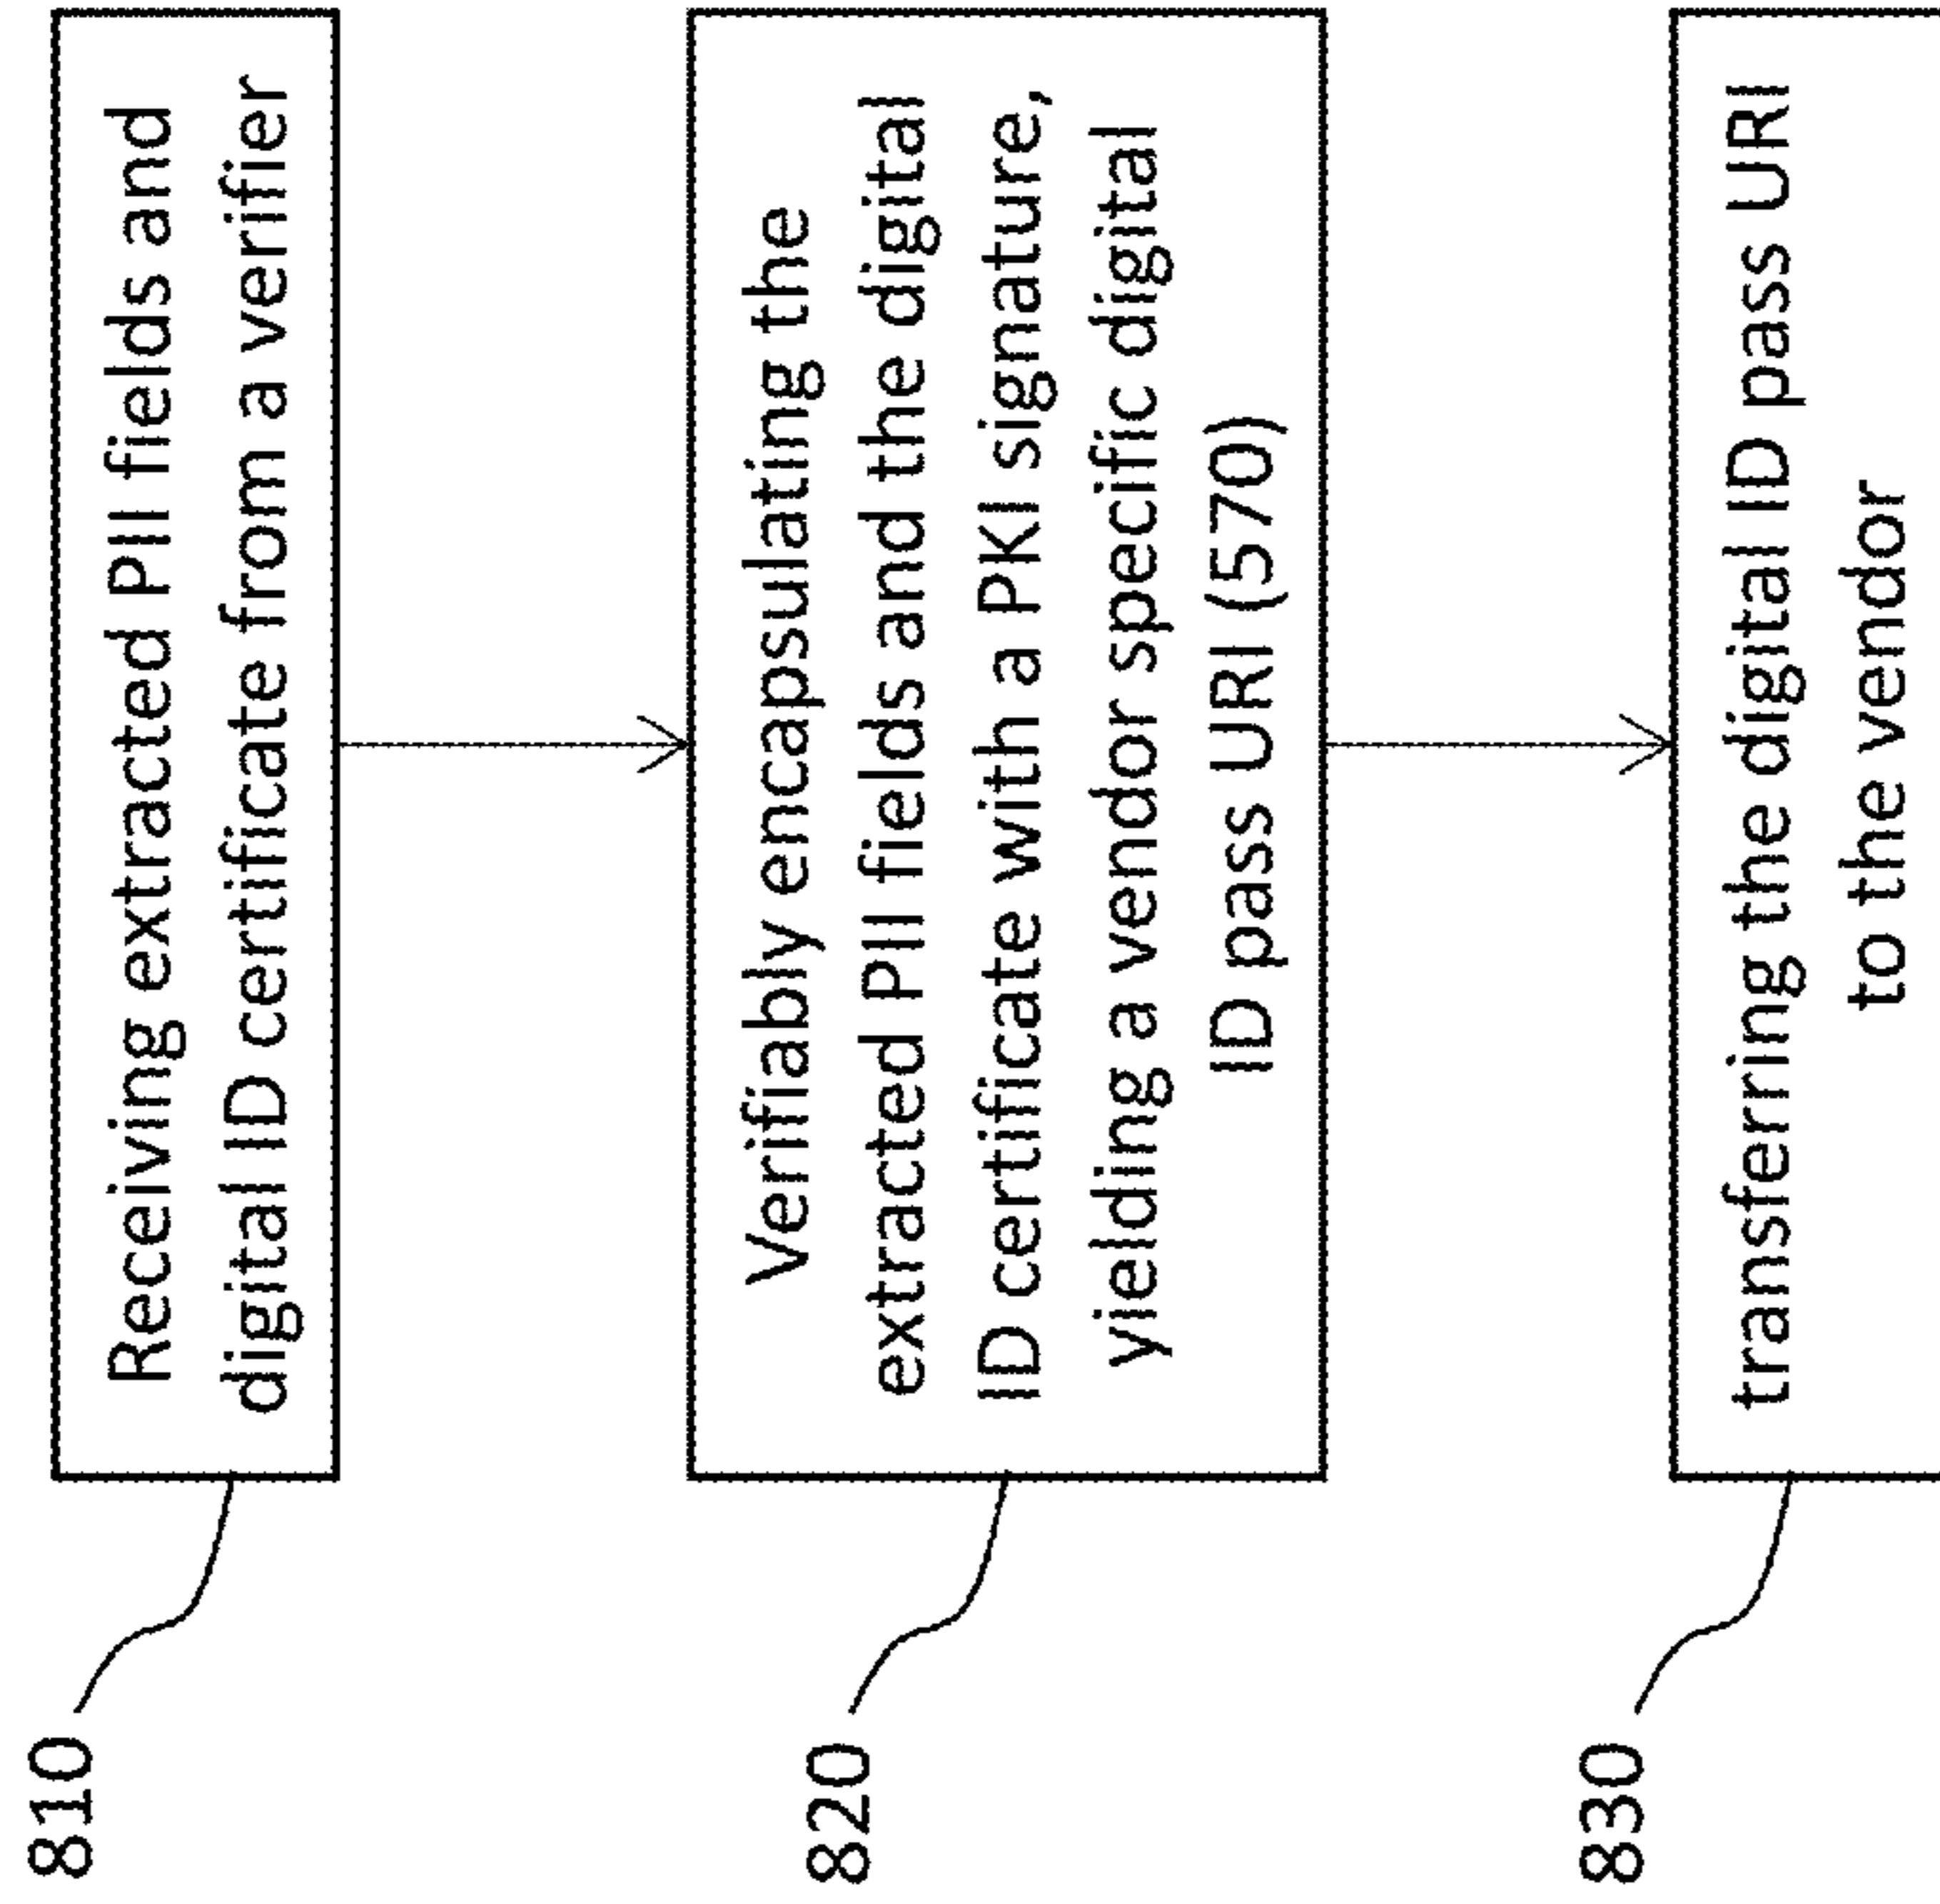 810
Receiving extracted PII fields and
digital ID certificate from a verifier
820
Verifiably encapsulating the
extracted PII fields and the digital
ID certificate with a PKI signature,
yielding a vendor specific digital
ID pass URI (570)
830
transferring the digital ID pass URI
to the vendor